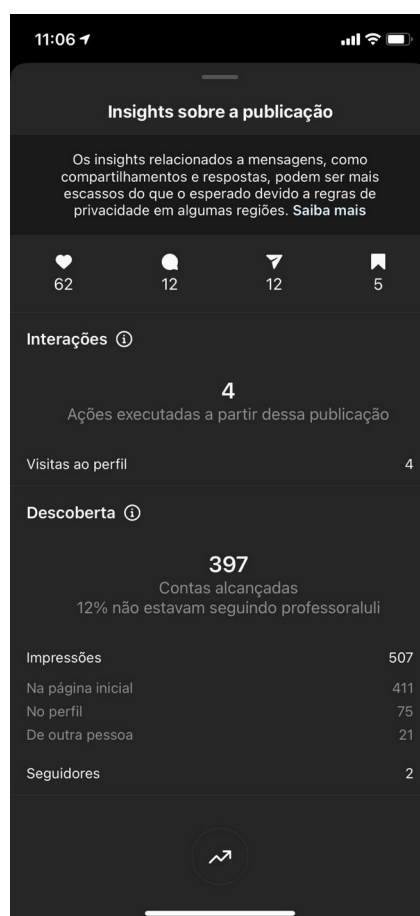 11:06
Insights sobre a publicação
Os insights relacionados a mensagens, como
compartilhamentos e respostas, podem ser mais
escassos do que o esperado devido a regras de
privacidade em algumas regiões. Saiba mais
62 12 12 5
Interações
4
Ações executadas a partir dessa publicação
Visitas ao perfil 4
Descoberta
397
Contas alcançadas
12% não estavam seguindo professoraluli
Impressões 507
Na página inicial 411
No perfil 75
De outra pessoa 21
Seguidores 2